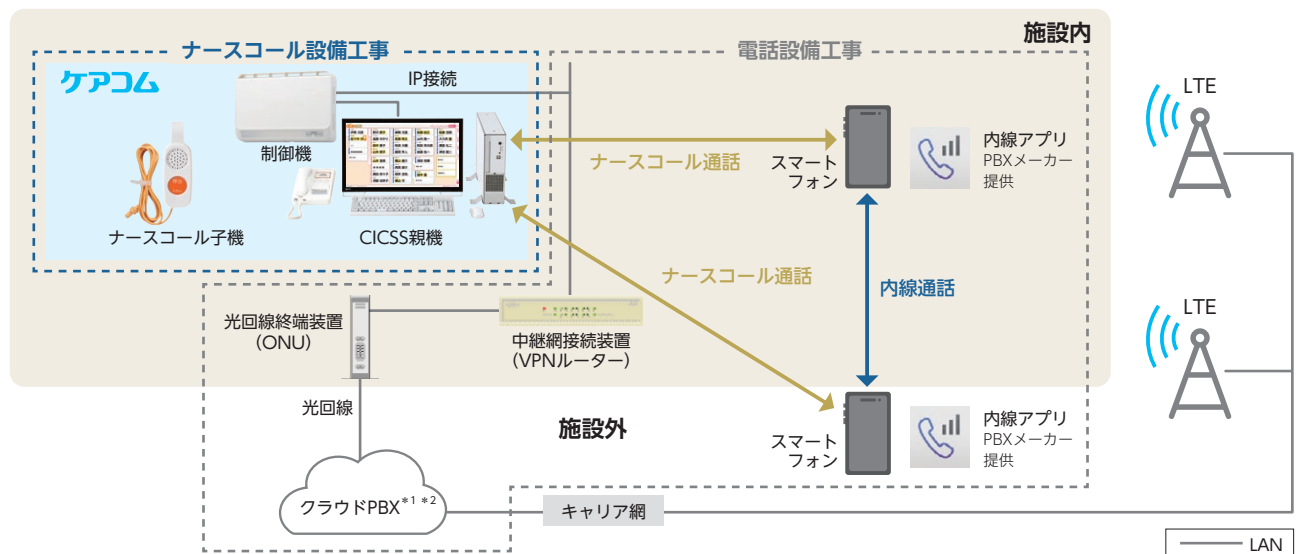 施設内
ナースコール設備工事
電話設備工事
ケアコム
IP接続
制御機
ナースコール子機
CICSS親機
ナースコール通話
スマート
フォン
内線アプリ
PBXメーカー
提供
LTE
ナースコール通話
内線通話
光回線終端装置
(ONU)
中継網接続装置
(VPNルーター)
LTE
光回線
施設外
スマート
フォン
内線アプリ
PBXメーカー
提供
クラウドPBX*1 *2
キャリア網
LAN